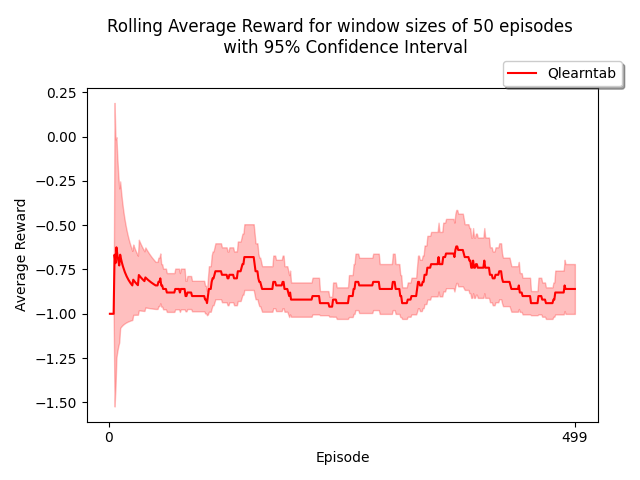 Rolling Average Reward for window sizes of 50 episodes
with 95% Confidence Interval
Qlearntab
0.25
0.00
−0.25
−0.50
−0.75
−1.00
−1.25
−1.50
Average Reward
0
499
Episode